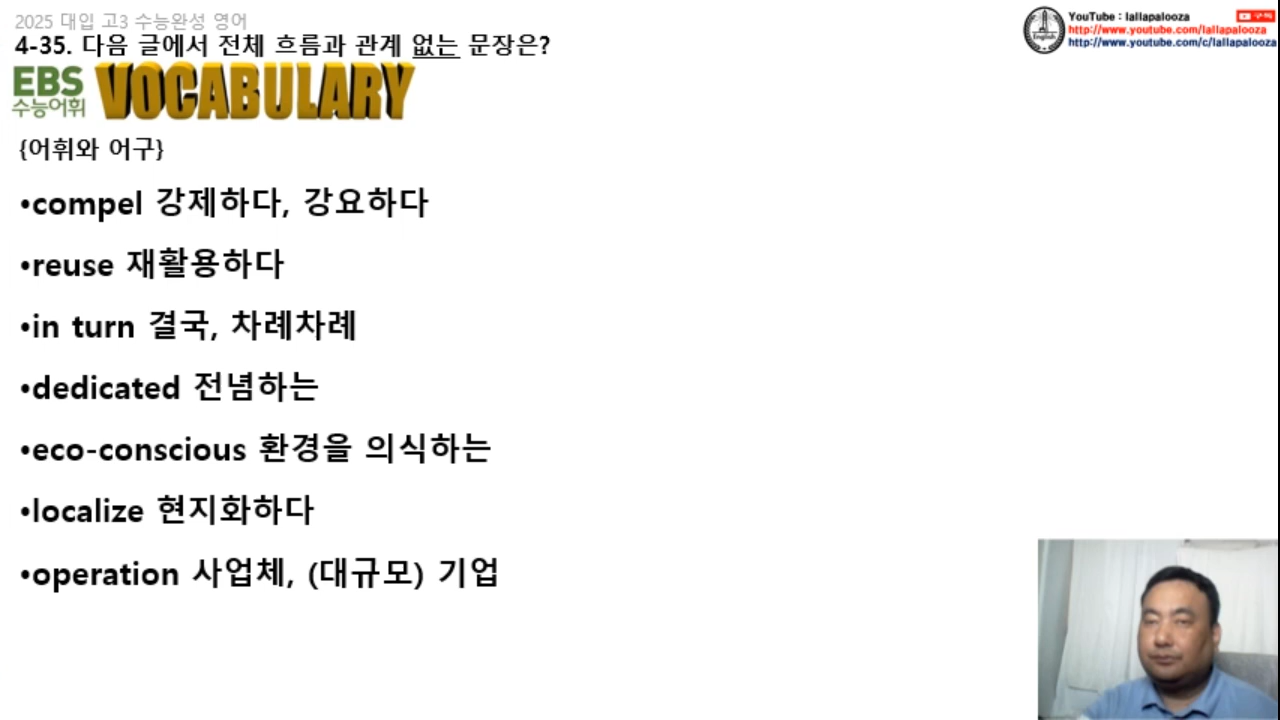 2025 대입 고3 수능완성 영어
4-35. 다음 글에서 전체 흐름과 관계 없는 문장은?
YouTube : lallapalooza
http://www.youtube.com/lallapalooza
http://www.youtube.com/c/lallapalooza
English
EBS
수능어휘
VOCABULARY
{어휘와 어구}
•compel 강제하다, 강요하다
•reuse 재활용하다
•in turn 결국, 차례차례
•dedicated 전념하는
•eco-conscious 환경을 의식하는
•localize 현지화하다
•operation 사업체, (대규모) 기업